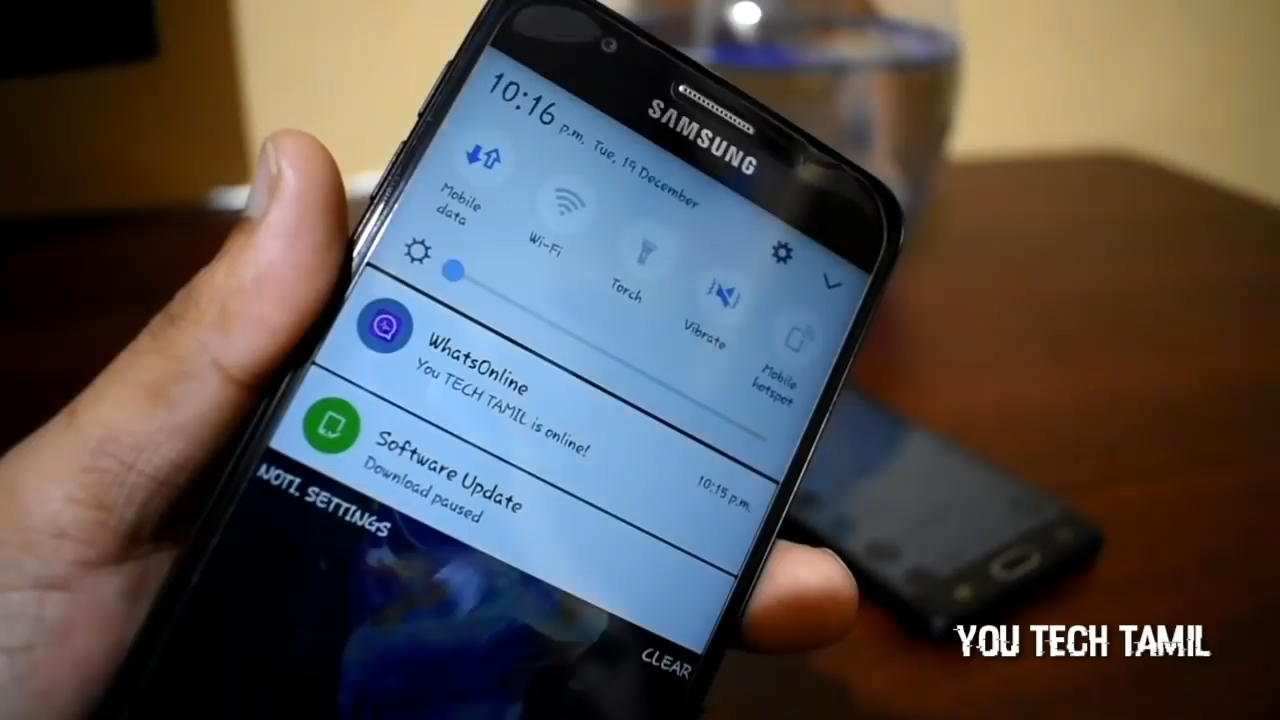 SAMSUNG
10:16 p.m. Tue, 19 December
Mobile
data
Wi-Fi
Torch
Vibrate
Mobile
hotspot
WhatsOnline
You TECH TAMIL is online!
10:15 p.m.
Software Update
Download paused
NOTI. SETTINGS
CLEAR
YOU TECH TAMIL